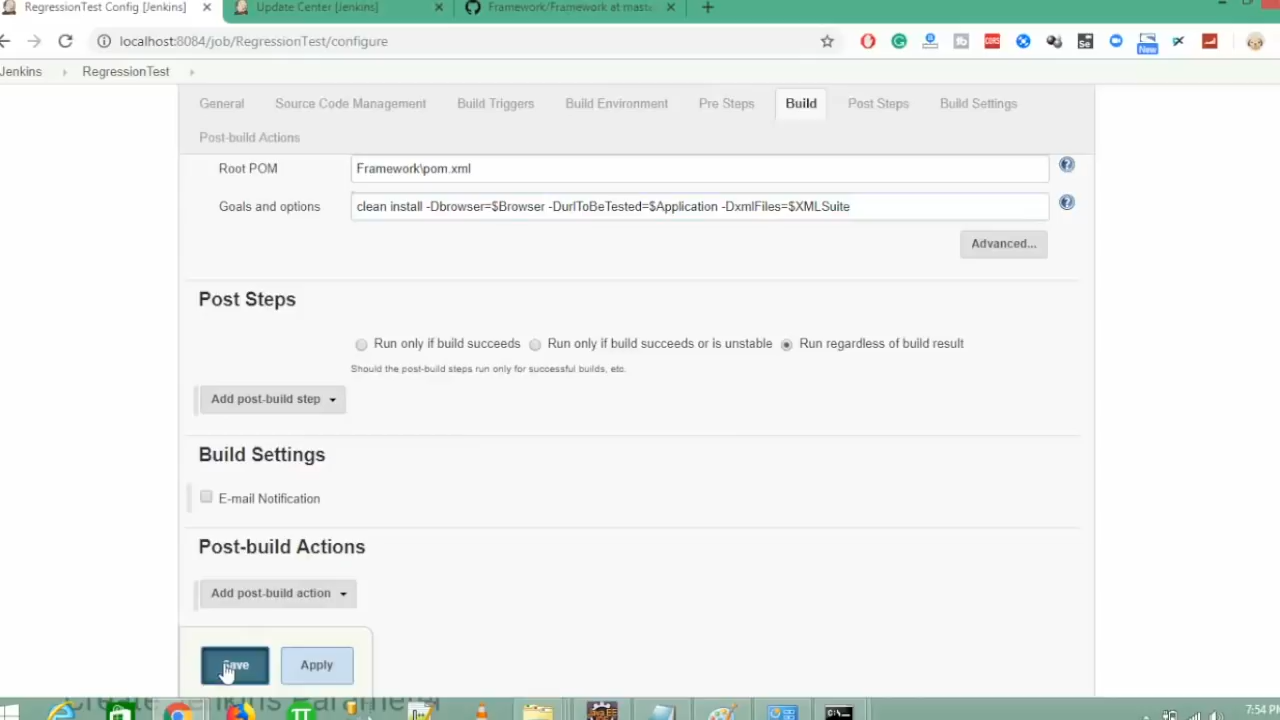 RegressionTest Config [Jenkins]
Update Center [Jenkins]
Framework/Framework at mast
localhost:8084/job/RegressionTest/configure
New
Jenkins
RegressionTest
General
Source Code Management
Build Triggers
Build Environment
Pre Steps
Build
Post Steps
Build Settings
Post-build Actions
Root POM
Framework\pom.xml
Goals and options
clean install -Dbrowser=$Browser -DurlToBeTested=$Application -DxmlFiles=$XMLSuite
Advanced...
Post Steps
Run only if build succeeds
Run only if build succeeds or is unstable
Run regardless of build result
Should the post-build steps run only for successful builds, etc.
Add post-build step
Build Settings
E-mail Notification
Post-build Actions
Add post-build action
Save
Apply
Create Jenkins Parameter
7:54 PM